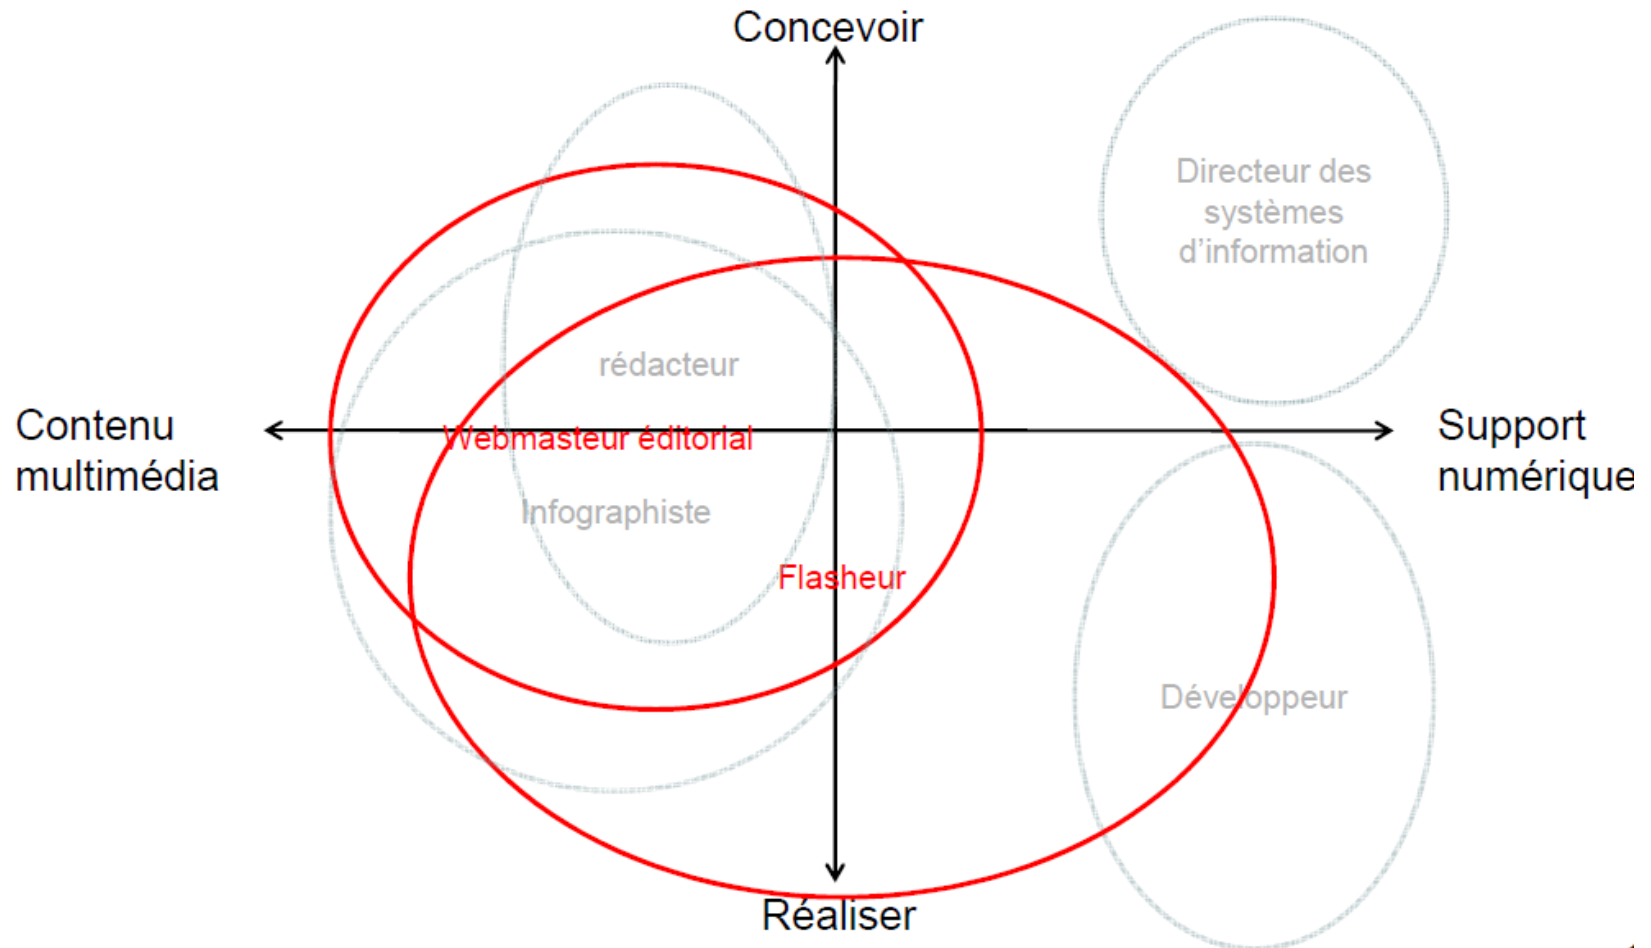 Concevoir
Directeur des
systèmes
d'information
rédacteur
Contenu
multimédia
Webmasteur éditorial
Support
numérique
Infographiste
Flasheur
Développeur
Réaliser